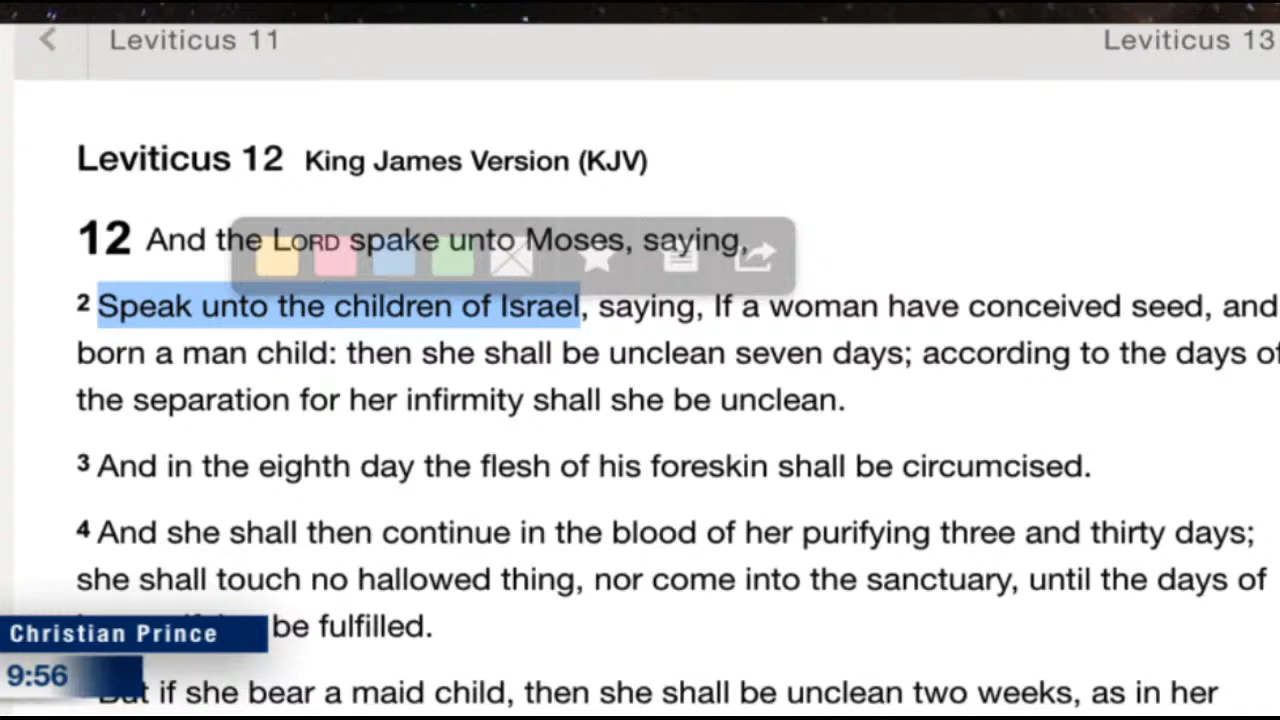 Leviticus 11
Leviticus 13
Leviticus 12 King James Version (KJV)
12 And the LORD spake unto Moses, saying,
2 Speak unto the children of Israel, saying, If a woman have conceived seed, and
born a man child: then she shall be unclean seven days; according to the days of
the separation for her infirmity shall she be unclean.
3 And in the eighth day the flesh of his foreskin shall be circumcised.
4 And she shall then continue in the blood of her purifying three and thirty days;
she shall touch no hallowed thing, nor come into the sanctuary, until the days of
be fulfilled.
Christian Prince
9:56
But if she bear a maid child, then she shall be unclean two weeks, as in her